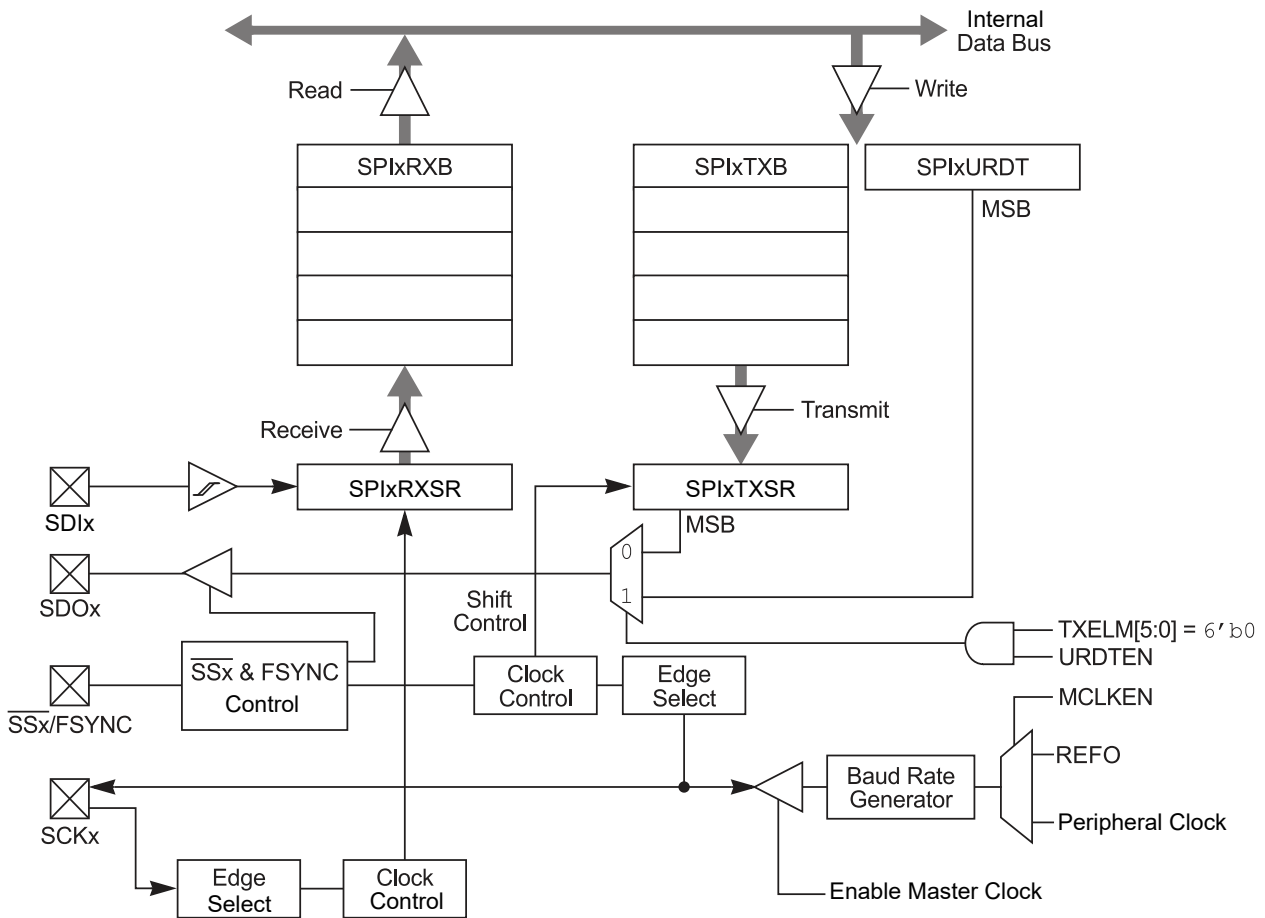 Internal
Data Bus
Read
Write
SPIxRXB
SPIxTXB
SPIxURDT
MSB
Receive
Transmit
SDIx
SPIxRXSR
SPIxTXSR
MSB
0
1
SDOx
Shift
Control
TXELM[5:0] = 6'b0
URDTEN
SSx & FSYNC
Control
Clock
Control
Edge
Select
SSx/FSYNC
MCLKEN
REFO
Baud Rate
Generator
Peripheral Clock
SCKx
Edge
Select
Clock
Control
Enable Master Clock